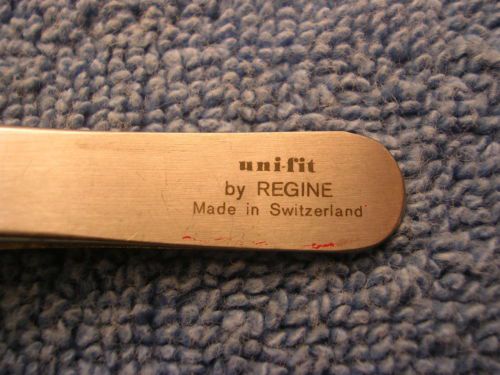 uni-fit
by REGINE
Made in Switzerland